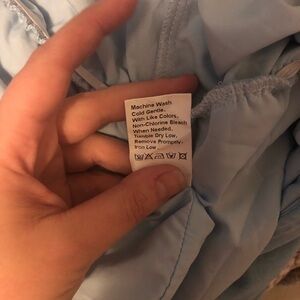 Machine Wash
Cold Gentle.
With Like Colors.
Non-Chlorine Bleach
When Needed.
Tumble Dry Low.
Remove Promptly.
Iron Low.